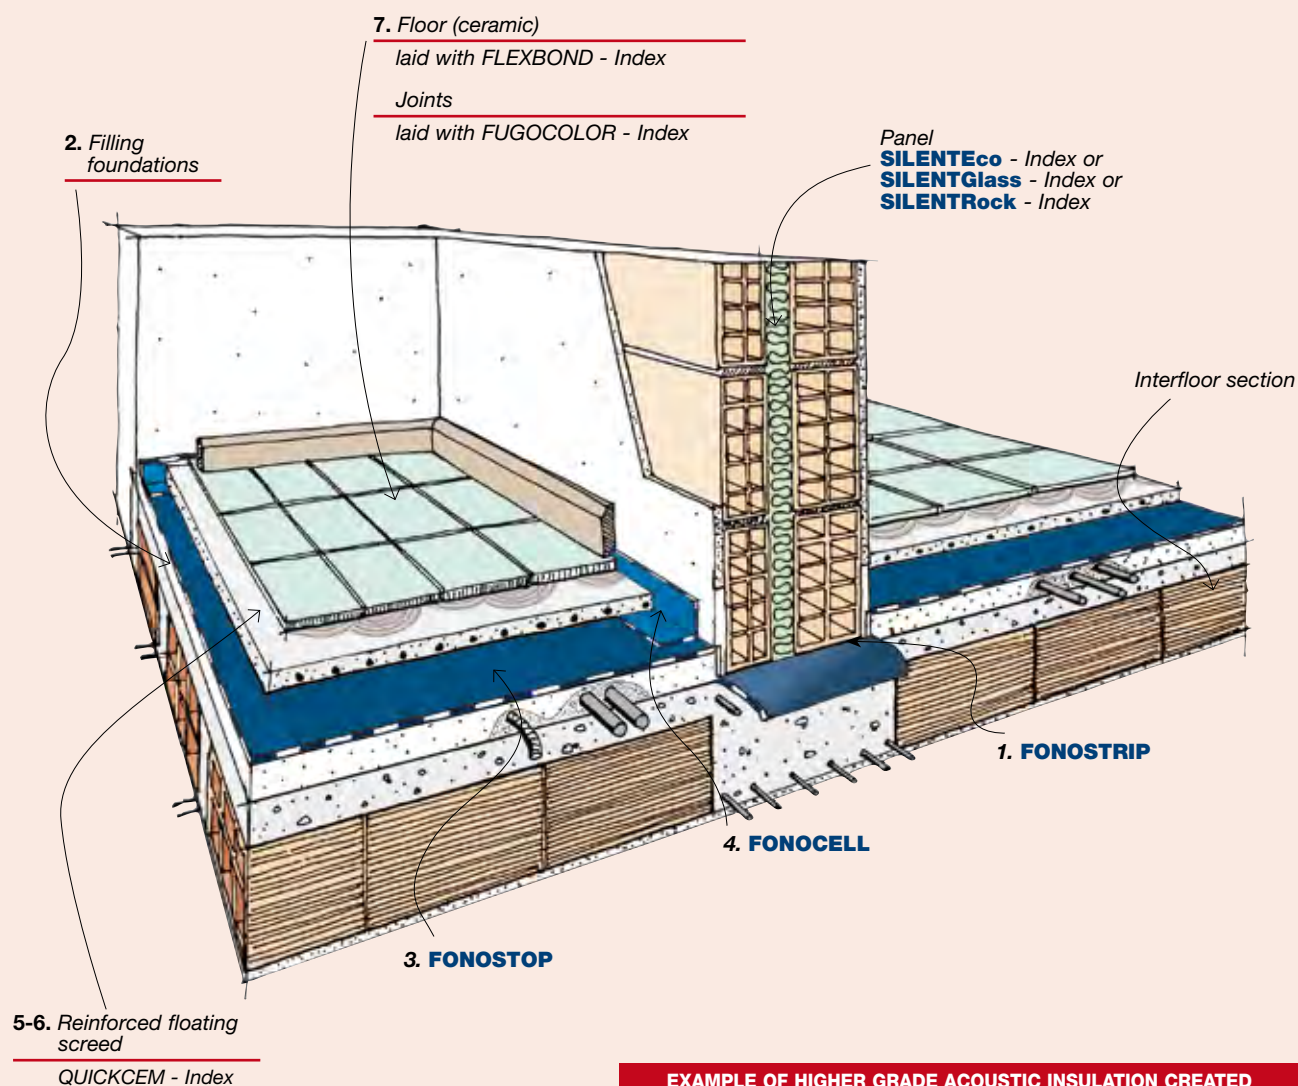 7. Floor (ceramic)
laid with FLEXBOND - Index
Joints
laid with FUGOCOLOR - Index
2. Filling
foundations
Panel
SILENTEco - Index or
SILENTGlass - Index or
SILENTRock - Index
Interfloor section
1. FONOSTRIP
4. FONOCELL
3. FONOSTOP
5-6. Reinforced floating
screed
QUICKCEM - Index
EXAMPLE OF HIGHER GRADE ACOUSTIC INSULATION CREATED